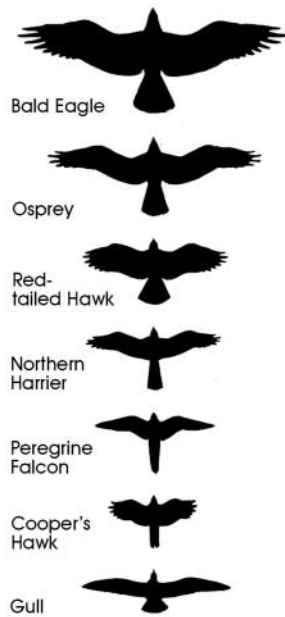 Bald Eagle
Osprey
Red-
tailed Hawk
Northern
Harrier
Peregrine
Falcon
Cooper's
Hawk
Gull